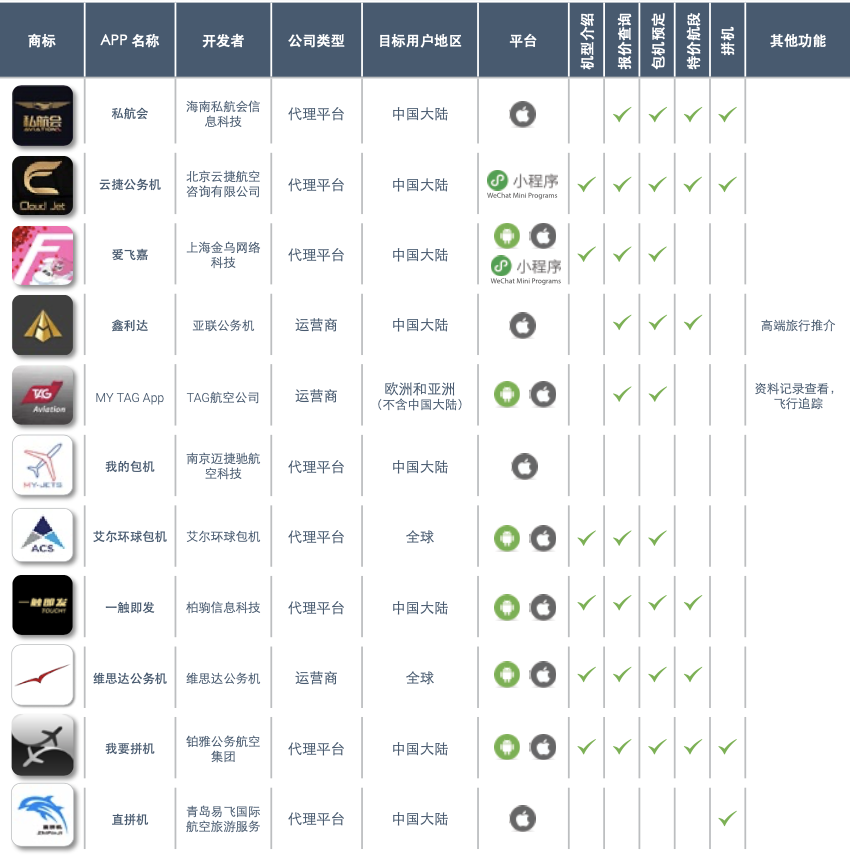 商标 APP 名称 开发者 公司类型 目标用户地区 平台 机型介绍 报价查询 包机预定 特价航段 拼机 其他功能
私航会
AVIATIONS
私航会
海南私航会信
息科技
代理平台
中国大陆
Cloud Jet
云捷公务机
北京云捷航空
咨询有限公司
代理平台
中国大陆
小程序
WeChat Mini Programs
爱飞嘉
上海金乌网络
科技
代理平台
中国大陆
小程序
WeChat Mini Programs
鑫利达
亚联公务机
运营商
中国大陆
高端旅行推介
TAG
Aviation
MY TAG App
TAG航空公司
运营商
欧洲和亚洲
(不含中国大陆)
资料记录查看,
飞行追踪
MY-JETS
我的包机
南京迈捷驰航
空科技
代理平台
中国大陆
ACS
艾尔环球包机
艾尔环球包机
代理平台
全球
一触即发
TOUCHY
一触即发
柏驹信息科技
代理平台
中国大陆
维思达公务机
维思达公务机
运营商
全球
我要拼机
铂雅公务航空
集团
代理平台
中国大陆
直拼机
ZhiPinJi
直拼机
青岛易飞国际
航空旅游服务
代理平台
中国大陆